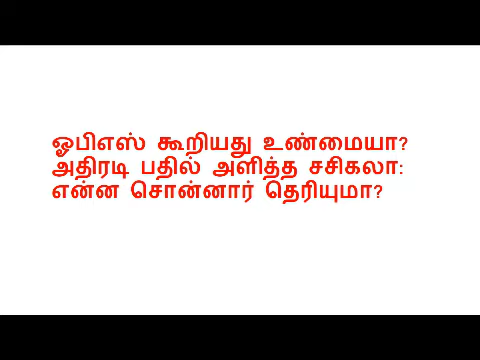 ஓபிஎஸ் கூறியது உண்மையா?
அதிரடி பதில் அளித்த சசிகலா:
என்ன சொன்னார் தெரியுமா?